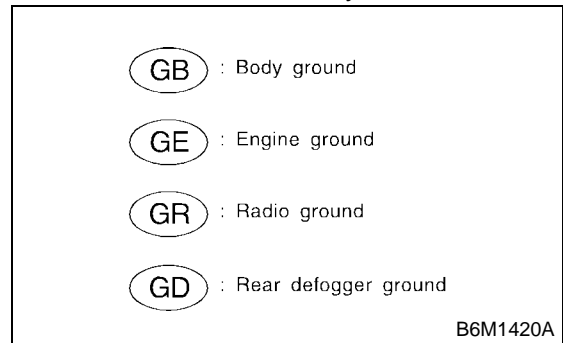 GB : Body ground
GE : Engine ground
GR : Radio ground
GD : Rear defogger ground
B6M1420A